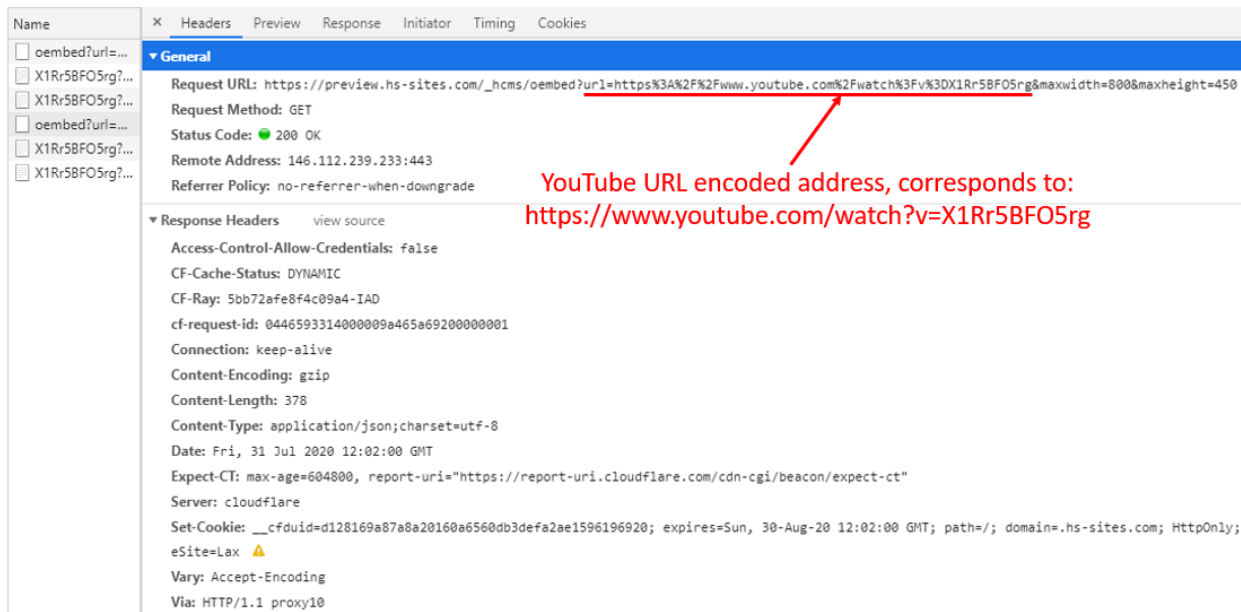 Name
× Headers Preview Response Initiator Timing Cookies
oembed?url=...
X1Rr5BFO5rg?...
X1Rr5BFO5rg?...
oembed?url=...
X1Rr5BFO5rg?...
X1Rr5BFO5rg?...
▼ General
Request URL: https://preview.hs-sites.com/_hcms/oembed?url=https%3A%2F%2Fwww.youtube.com%2Fwatch%3Fv%3DX1Rr5BFO5rg&maxwidth=800&maxheight=450
Request Method: GET
Status Code: 200 OK
Remote Address: 146.112.239.233:443
Referrer Policy: no-referrer-when-downgrade
YouTube URL encoded address, corresponds to:
https://www.youtube.com/watch?v=X1Rr5BFO5rg
▼ Response Headers view source
Access-Control-Allow-Credentials: false
CF-Cache-Status: DYNAMIC
CF-Ray: 5bb72afe8f4c09a4-IAD
cf-request-id: 0446593314000009a465a69200000001
Connection: keep-alive
Content-Encoding: gzip
Content-Length: 378
Content-Type: application/json;charset=utf-8
Date: Fri, 31 Jul 2020 12:02:00 GMT
Expect-CT: max-age=604800, report-uri="https://report-uri.cloudflare.com/cdn-cgi/beacon/expect-ct"
Server: cloudflare
Set-Cookie: __cfduid=d128169a87a8a20160a6560db3defa2ae1596196920; expires=Sun, 30-Aug-20 12:02:00 GMT; path=/; domain=.hs-sites.com; HttpOnly;
eSite=Lax
Vary: Accept-Encoding
Via: HTTP/1.1 proxy10